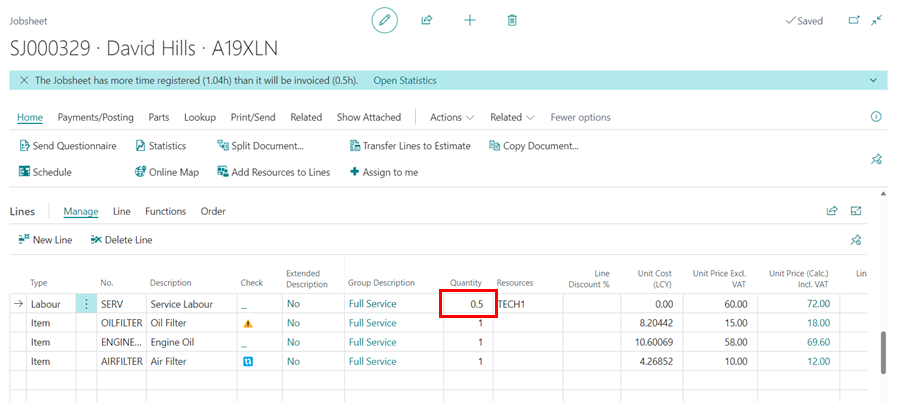 Jobsheet
Saved
SJ000329 · David Hills · A19XLN
The Jobsheet has more time registered (1.04h) than it will be invoiced (0.5h). Open Statistics
Home Payments/Posting Parts Lookup Print/Send Related Show Attached Actions Related Fewer options
Send Questionnaire Statistics Split Document... Transfer Lines to Estimate Copy Document...
Schedule Online Map Add Resources to Lines Assign to me
Lines Manage Line Functions Order
New Line Delete Line
Type No. Description Check Extended Description Group Description Quantity Resources Line Discount % Unit Cost (LCY) Unit Price Excl. VAT Unit Price (Calc.) Incl. VAT Lin
Labour SERV Service Labour _ No Full Service 0.5 TECH1 0.00 60.00 72.00
Item OILFILTER Oil Filter No Full Service 1 8.20442 15.00 18.00
Item ENGINE... Engine Oil _ No Full Service 1 10.60069 58.00 69.60
Item AIRFILTER Air Filter No Full Service 1 4.26852 10.00 12.00